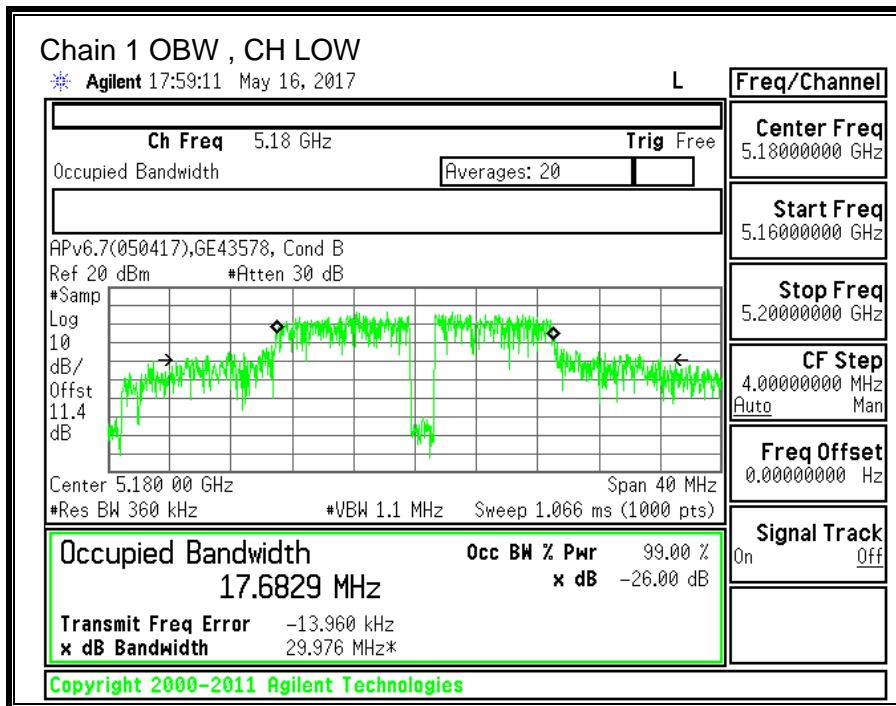 Chain 1 OBW , CH LOW
Agilent 17:59:11 May 16, 2017 L
Freq/Channel
Ch Freq 5.18 GHz Trig Free
Occupied Bandwidth Averages: 20
APv6.7(050417),GE43578, Cond B
Ref 20 dBm #Atten 30 dB
#Samp
Log
10
dB/
Offst
11.4
dB
Center 5.180 00 GHz Span 40 MHz
#Res BW 360 kHz #VBW 1.1 MHz Sweep 1.066 ms (1000 pts)
Occupied Bandwidth Occ BW % Pwr 99.00 %
17.6829 MHz x dB -26.00 dB
Transmit Freq Error -13.960 kHz
x dB Bandwidth 29.976 MHz*
Copyright 2000-2011 Agilent Technologies
Center Freq
5.18000000 GHz
Start Freq
5.16000000 GHz
Stop Freq
5.20000000 GHz
CF Step
4.00000000 MHz
Auto Man
Freq Offset
0.00000000 Hz
Signal Track
On Off